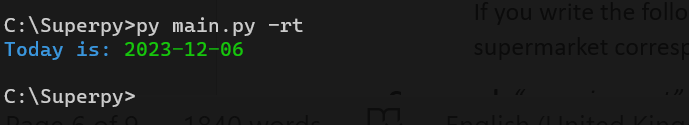 If you write the follo
C:\Superpy>py main.py -rt
supermarket corresp
Today is: 2023-12-06
C:\Superpy>
Page 6 of 9 1840 words English (United King